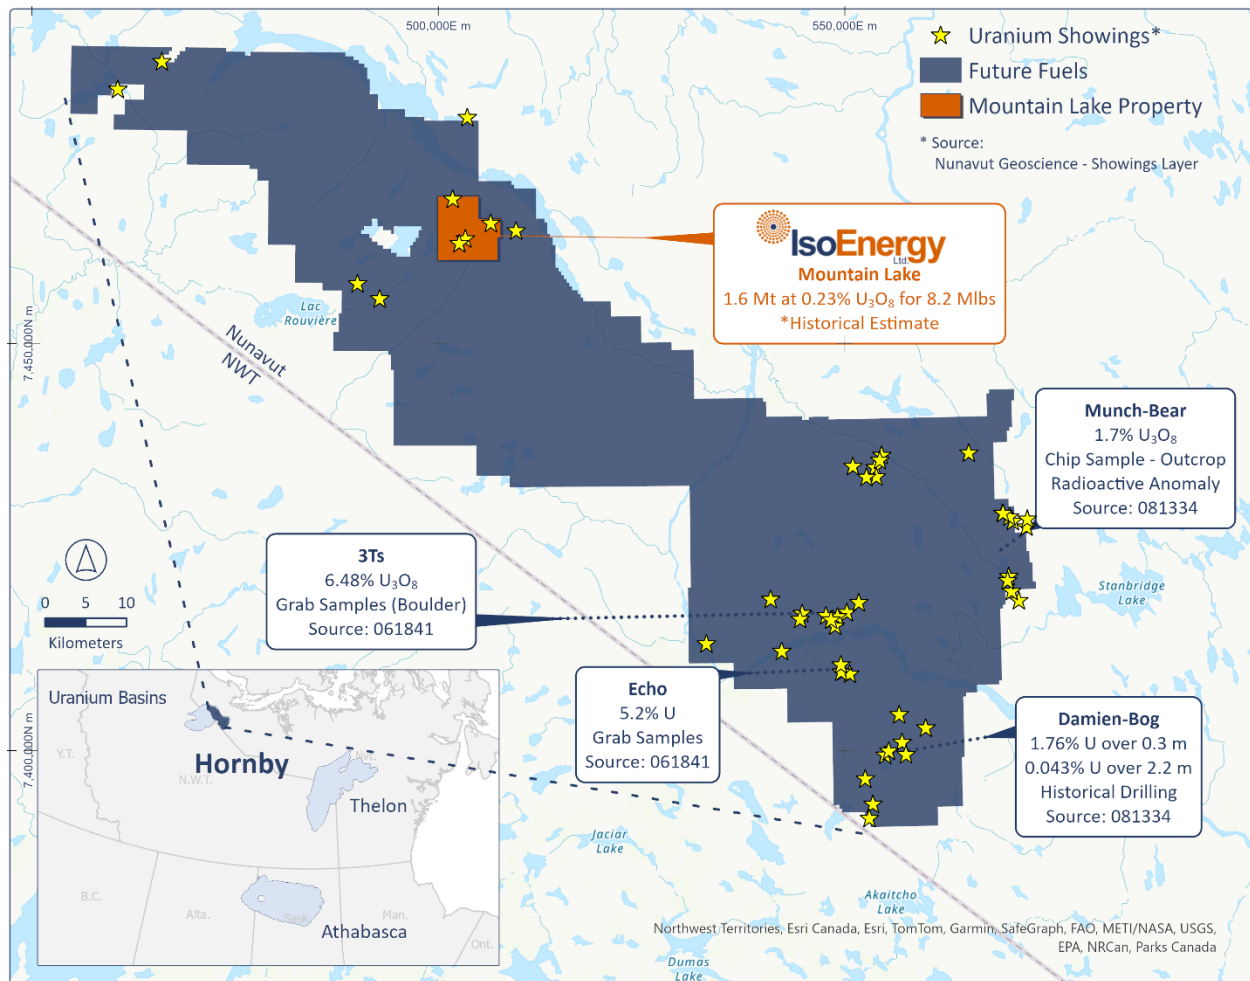 500,000E m
550,000E m
Uranium Showings*
Future Fuels
Mountain Lake Property
* Source:
Nunavut Geoscience - Showings Layer
IsoEnergy
Ltd.
Mountain Lake
1.6 Mt at 0.23% U₃O₈ for 8.2 Mlbs
*Historical Estimate
Lac
Rouvière
7,450,000N m
Nunavut
NWT
Munch-Bear
1.7% U₃O₈
Chip Sample - Outcrop
Radioactive Anomaly
Source: 081334
3Ts
6.48% U₃O₈
Grab Samples (Boulder)
Source: 061841
0 5 10
Kilometers
Stanbridge
Lake
Echo
5.2% U
Grab Samples
Source: 061841
Damien-Bog
1.76% U over 0.3 m
0.043% U over 2.2 m
Historical Drilling
Source: 081334
7,400,000N m
Uranium Basins
Y.T.
N.W.T.
Nvt.
Hornby
Thelon
B.C.
Alta.
Sask.
Man.
Ont.
Athabasca
Jaciar
Lake
Akaitcho
Lake
Dumas
Lake
Northwest Territories, Esri Canada, Esri, TomTom, Garmin, SafeGraph, FAO, METI/NASA, USGS,
EPA, NRCan, Parks Canada